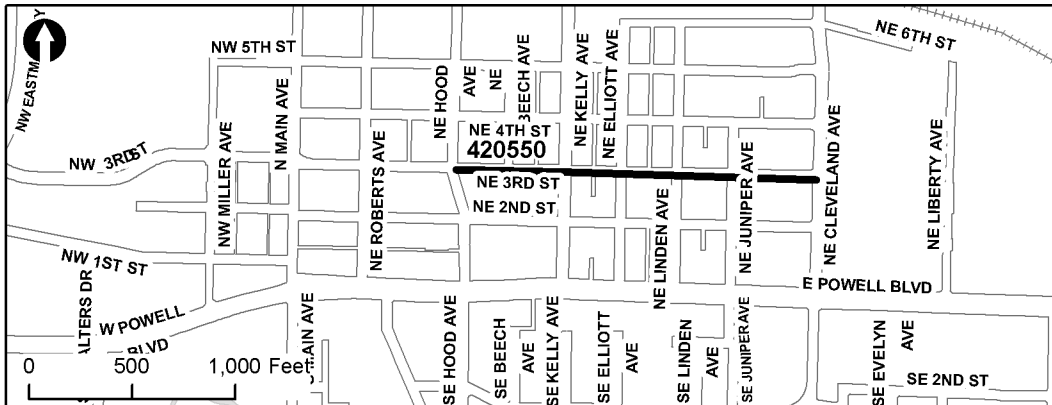 NW EASTM
Y
NW 5TH ST
NE 6TH ST
N MAIN AVE
NE HOOD
AVE
NE
BEECH AVE
NE KELLY AVE
NE ELLIOTT AVE
NE 4TH ST
420550
NW 3RD ST
NW MILLER AVE
NE ROBERTS AVE
NE 3RD ST
NE 2ND ST
NE LINDEN AVE
NE JUNIPER AVE
NE CLEVELAND AVE
NE LIBERTY AVE
NW 1ST ST
ALTERS DR
W POWELL
BLVD
E POWELL BLVD
AIN AVE
SE HOOD AVE
SE BEECH
AVE
SE KELLY AVE
SE ELLIOTT
AVE
SE LINDEN
AVE
SE JUNIPER AVE
SE EVELYN
AVE
SE 2ND ST
0 500 1,000 Feet